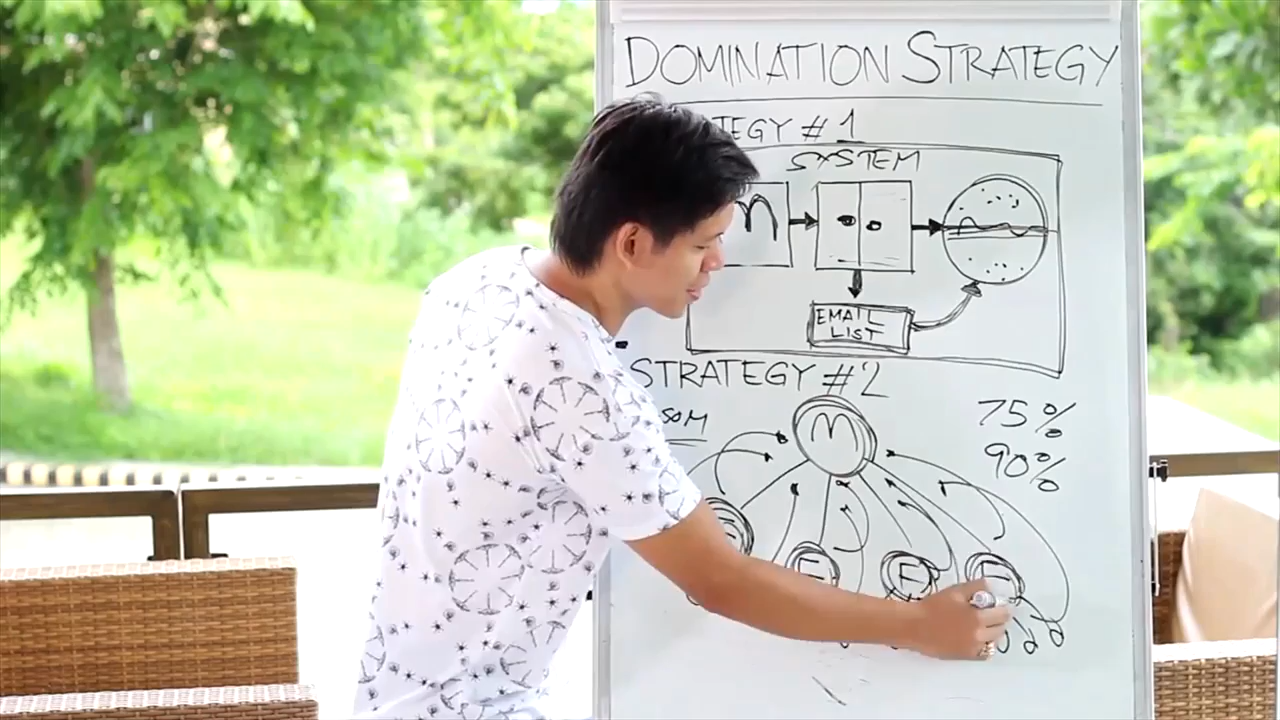 DOMINATION STRATEGY
TEGY #1
SYSTEM
M
EMAIL
LIST
STRATEGY #2
75%
90%
M
F F